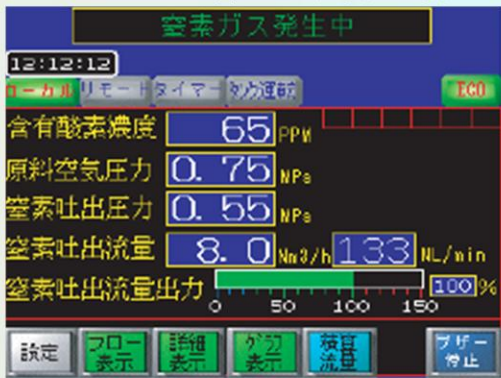 窒素ガス発生中
12:12:12
ローカル リモート タイマー タンク運転 ECO
含有酸素濃度 65 PPM
原料空気圧力 0.75 MPa
窒素吐出圧力 0.55 MPa
窒素吐出流量 8.0 Nm3/h 133 NL/min
窒素吐出流量出力 100 %
0 50 100 150
設定 フロー表示 詳細表示 グラフ表示 積算流量 ブザー停止